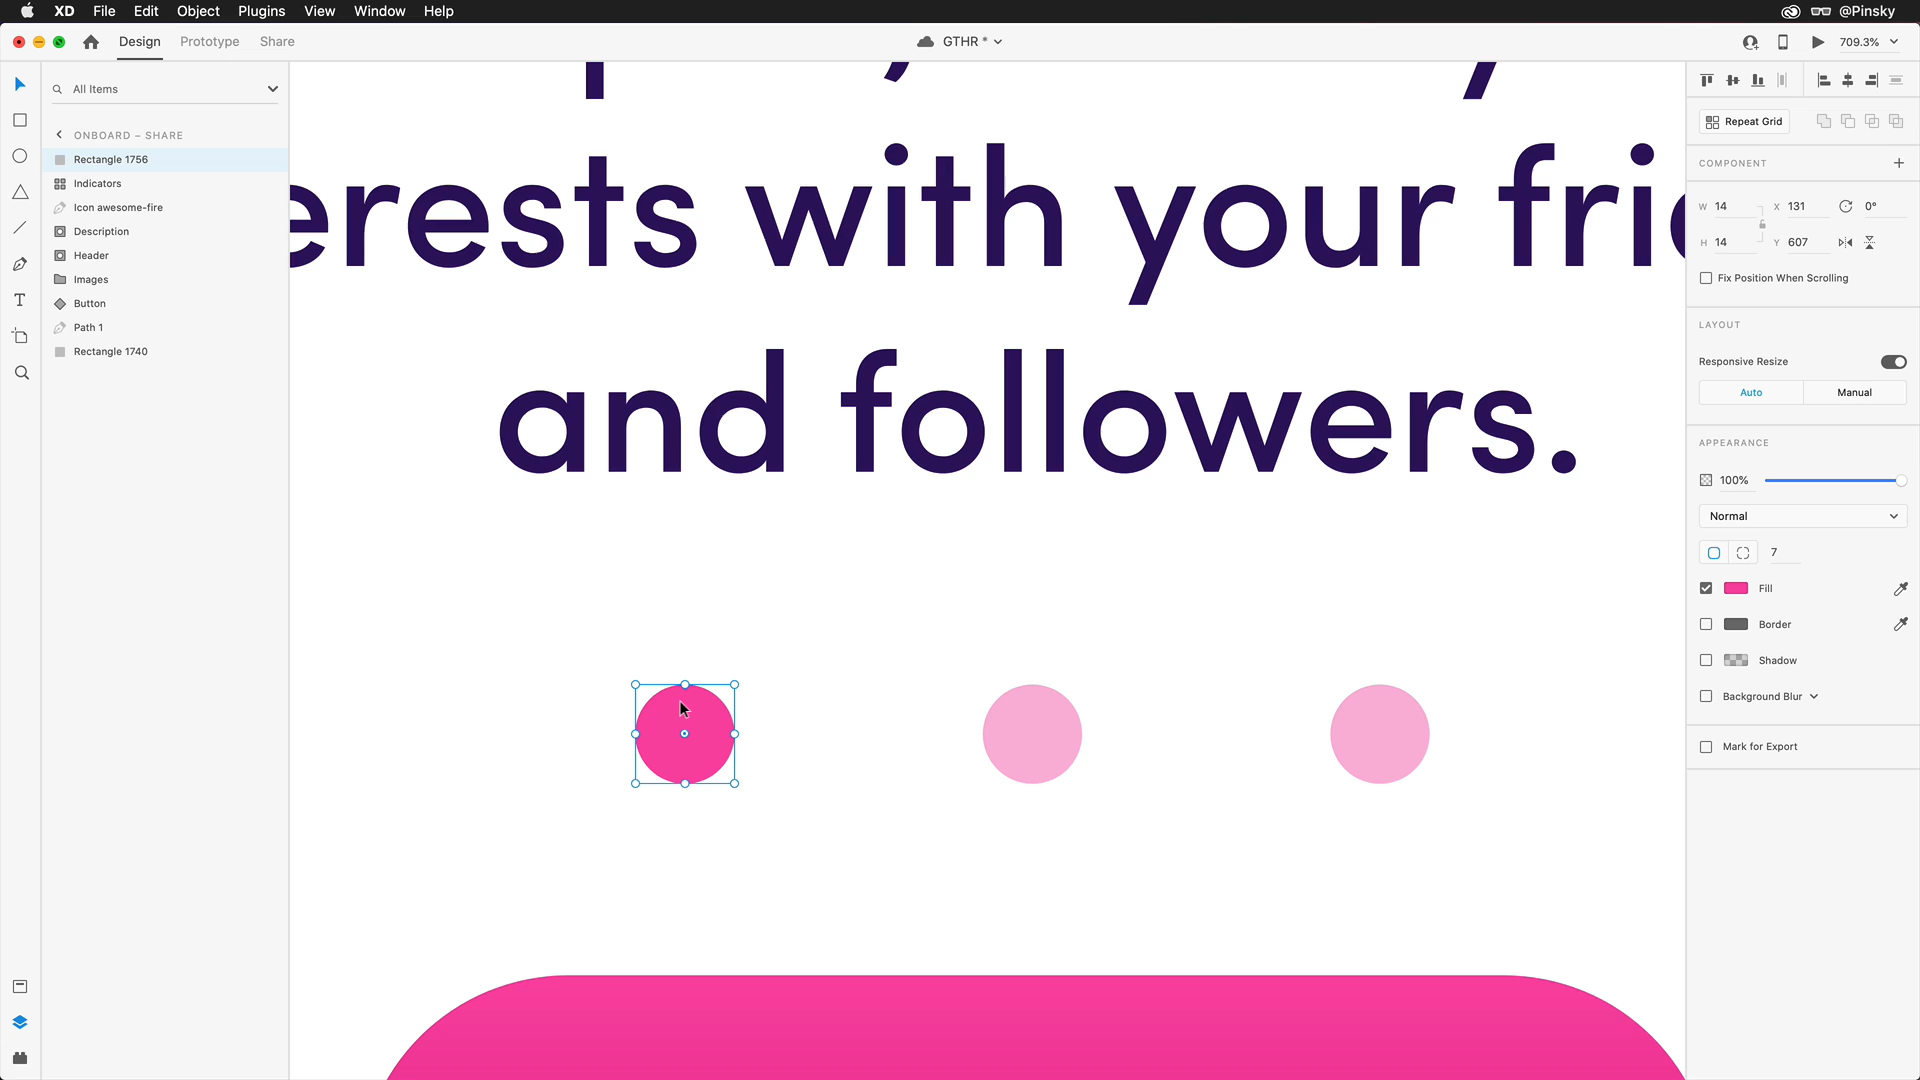 XD File Edit Object Plugins View Window Help @Pinsky
Design Prototype Share GTHR * 709.3%
All Items
ONBOARD – SHARE
Rectangle 1756
Indicators
Icon awesome-fire
Description
Header
Images
Button
Path 1
Rectangle 1740
erests with your frie
and followers.
Repeat Grid
COMPONENT
W 14 X 131 0°
H 14 Y 607
Fix Position When Scrolling
LAYOUT
Responsive Resize
Auto Manual
APPEARANCE
100%
Normal
7
Fill
Border
Shadow
Background Blur
Mark for Export